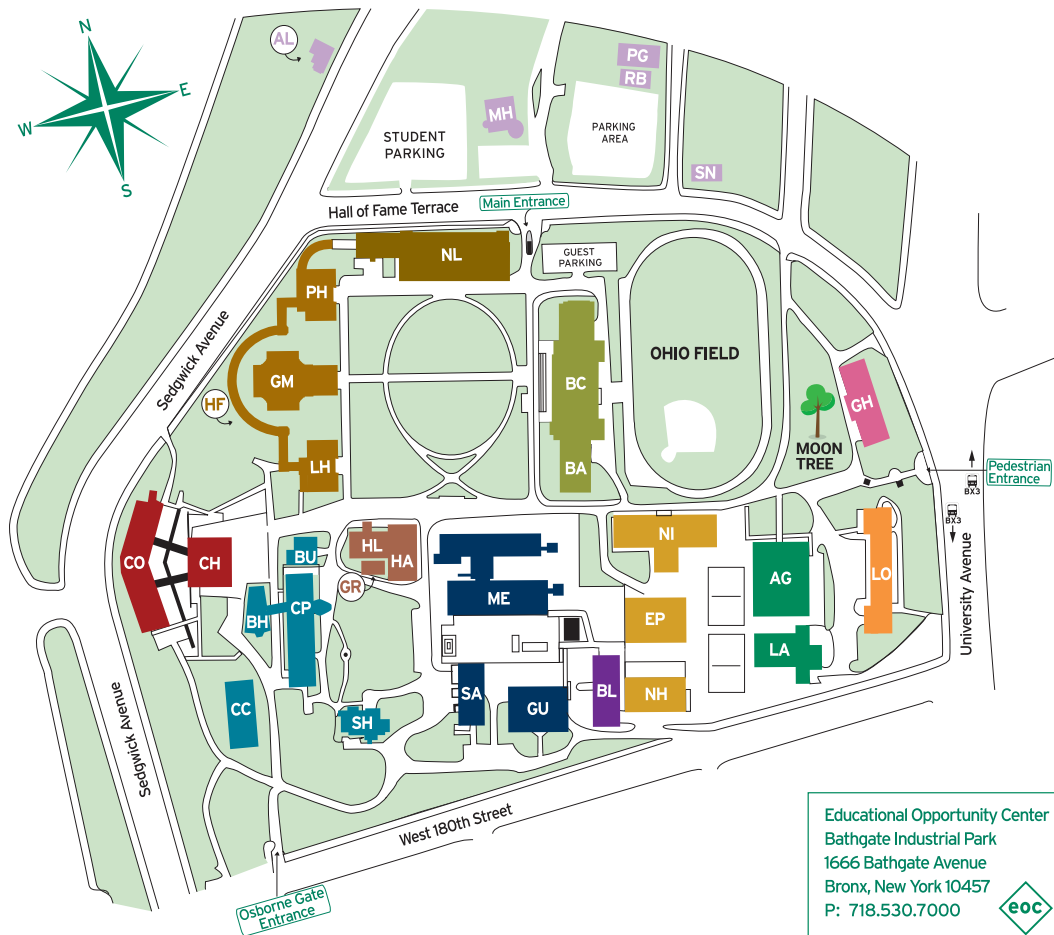 N
E
W
S
AL
PG
RB
MH
STUDENT
PARKING
PARKING
AREA
SN
Main Entrance
Hall of Fame Terrace
NL
GUEST
PARKING
PH
Sedgwick Avenue
OHIO FIELD
GM
BC
HF
GH
MOON
TREE
LH
BA
Pedestrian
Entrance
BX3
BX3
CO
CH
BU
HL
HA
GR
NI
AG
LO
ME
BH
CP
EP
LA
University Avenue
CC
SH
SA
GU
BL
NH
Sedgwick Avenue
West 180th Street
Osborne Gate
Entrance
Educational Opportunity Center
Bathgate Industrial Park
1666 Bathgate Avenue
Bronx, New York 10457
P: 718.530.7000
eoc